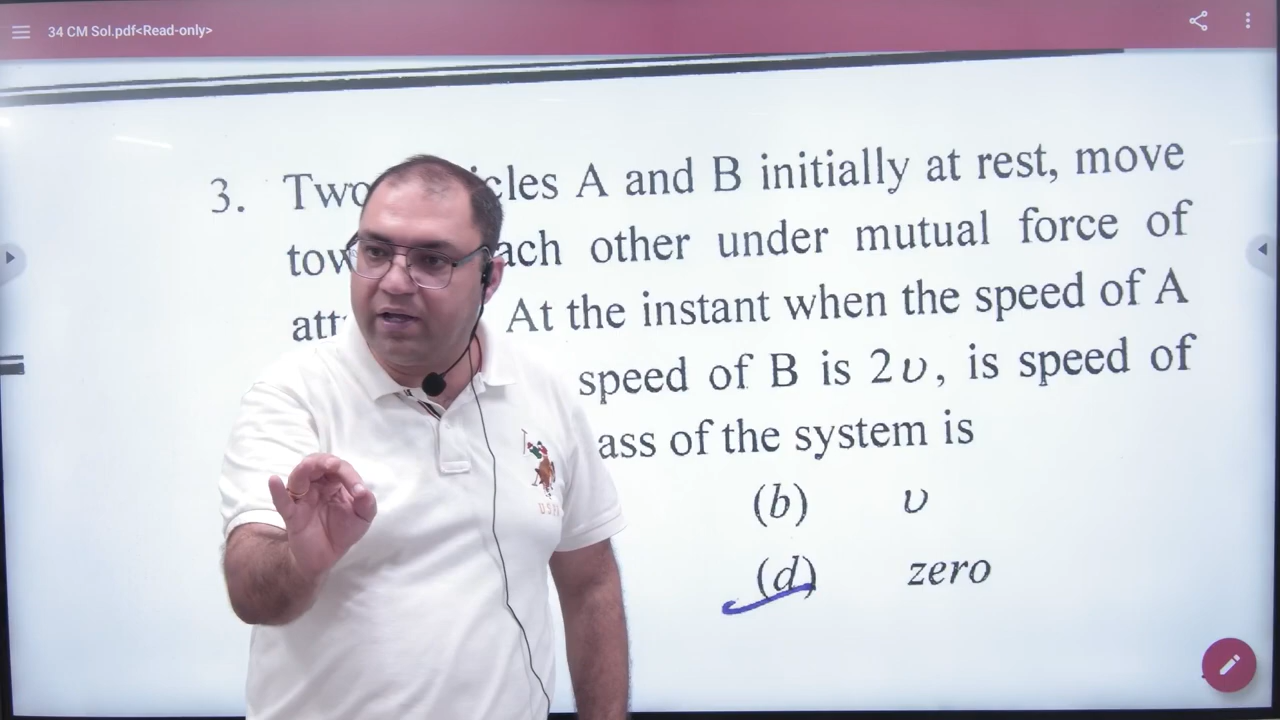 34 CM Sol.pdf<Read-only>
3. Two cles A and B initially at rest, move
tow ach other under mutual force of
att At the instant when the speed of A
speed of B is 2υ, is speed of
ass of the system is
(b) υ
(d) zero